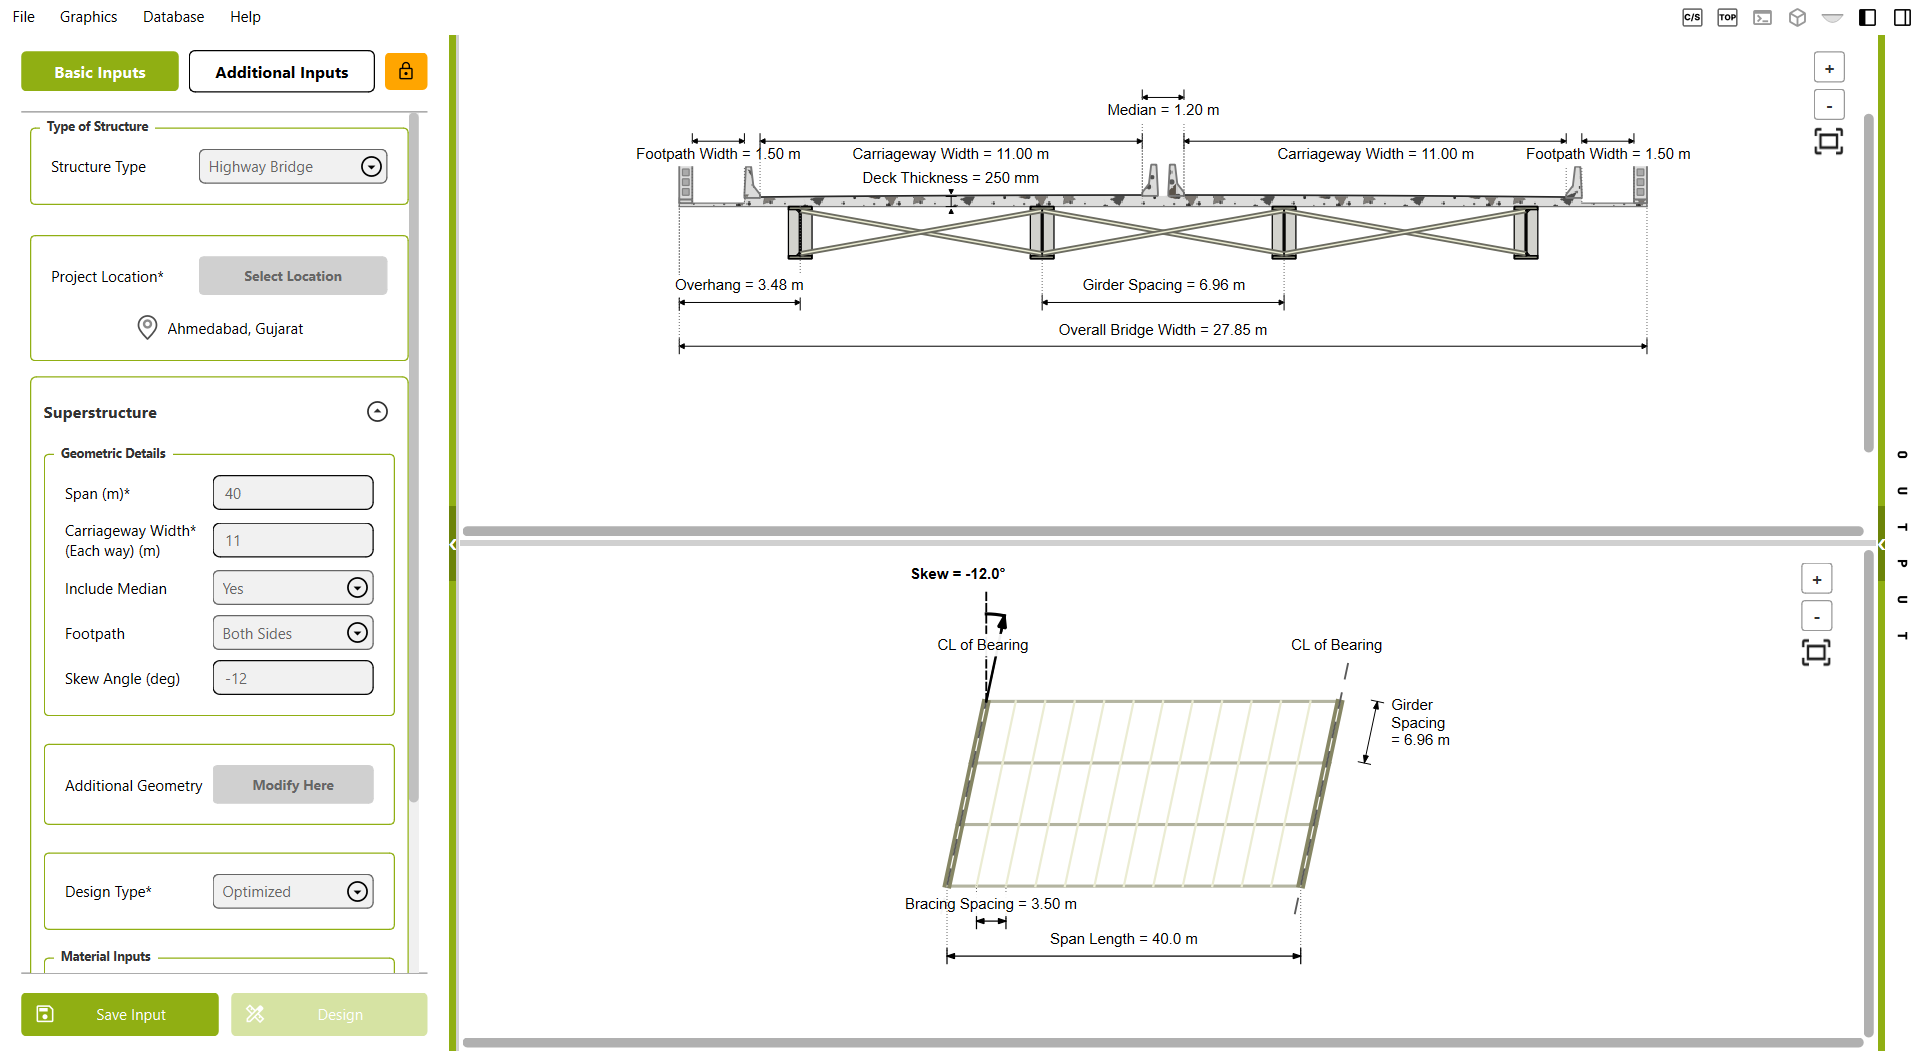 File Graphics Database Help
C/S TOP
Basic Inputs
Additional Inputs
Type of Structure
Structure Type
Highway Bridge
Project Location*
Select Location
Ahmedabad, Gujarat
Superstructure
Geometric Details
Span (m)*
40
Carriageway Width*
(Each way) (m)
11
Include Median
Yes
Footpath
Both Sides
Skew Angle (deg)
-12
Additional Geometry
Modify Here
Design Type*
Optimized
Material Inputs
Save Input
Design
+
-
Median = 1.20 m
Footpath Width = 1.50 m
Carriageway Width = 11.00 m
Carriageway Width = 11.00 m
Footpath Width = 1.50 m
Deck Thickness = 250 mm
Overhang = 3.48 m
Girder Spacing = 6.96 m
Overall Bridge Width = 27.85 m
+
-
Skew = -12.0°
CL of Bearing
CL of Bearing
Girder
Spacing
= 6.96 m
Bracing Spacing = 3.50 m
Span Length = 40.0 m
OUTPUT